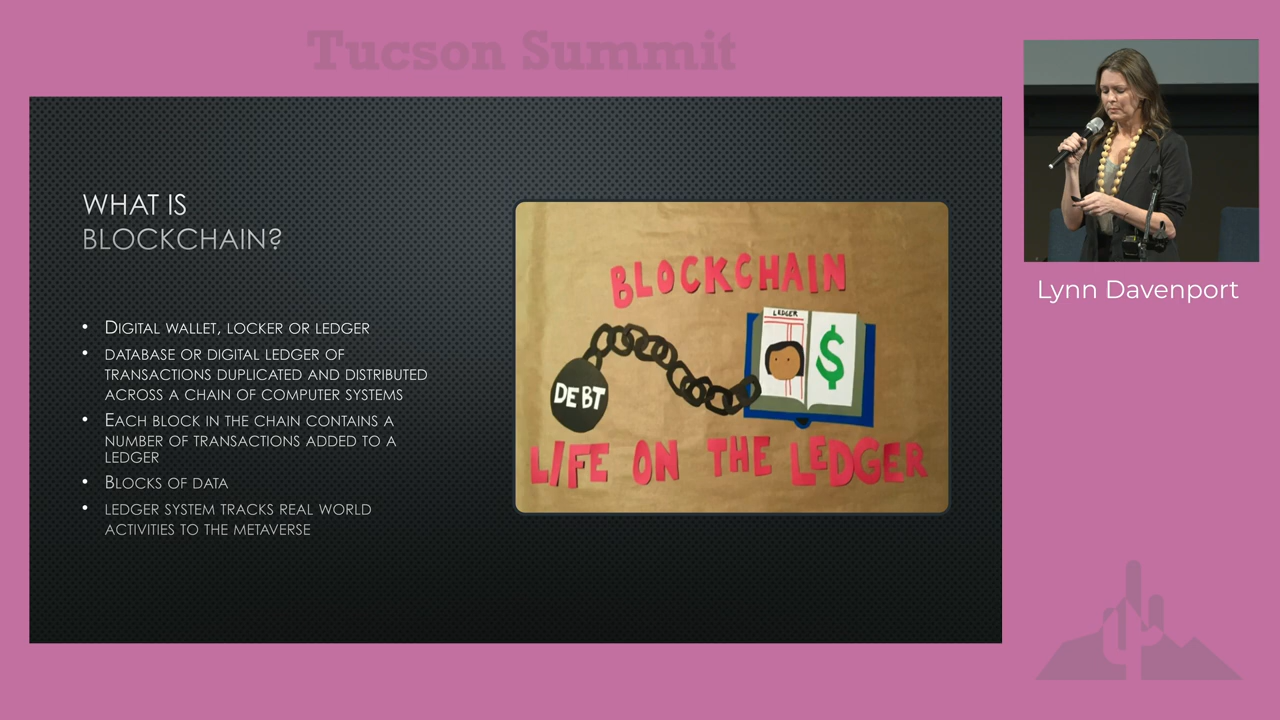 Tucson Summit
WHAT IS
BLOCKCHAIN?
• DIGITAL WALLET, LOCKER OR LEDGER
• DATABASE OR DIGITAL LEDGER OF
TRANSACTIONS DUPLICATED AND DISTRIBUTED
ACROSS A CHAIN OF COMPUTER SYSTEMS
• EACH BLOCK IN THE CHAIN CONTAINS A
NUMBER OF TRANSACTIONS ADDED TO A
LEDGER
• BLOCKS OF DATA
• LEDGER SYSTEM TRACKS REAL WORLD
ACTIVITIES TO THE METAVERSE
BLOCKCHAIN
LEDGER
$
DEBT
LIFE ON THE LEDGER
Lynn Davenport